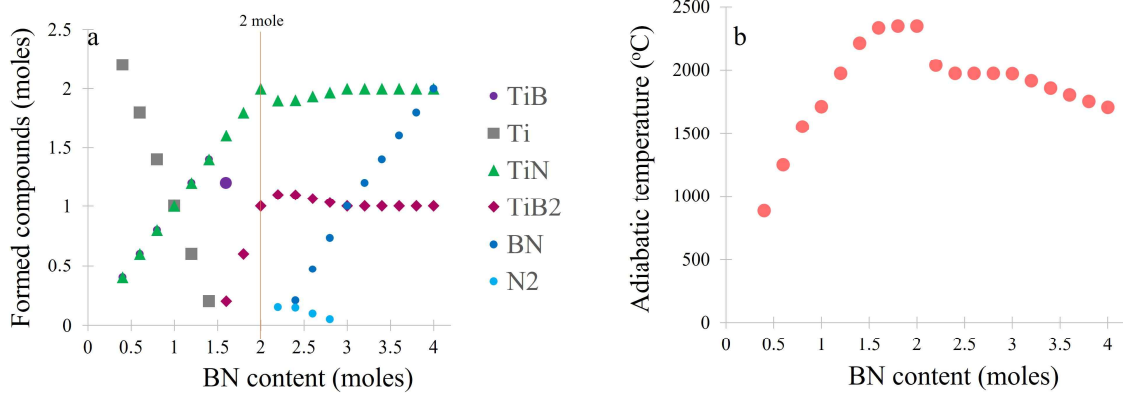 2 mole
a
2.5
2
1.5
1
0.5
0
0 0.5 1 1.5 2 2.5 3 3.5 4
Formed compounds (moles)
BN content (moles)
TiB
Ti
TiN
TiB2
BN
N2
b
2500
2000
1500
1000
500
0
0 0.5 1 1.5 2 2.5 3 3.5 4
Adiabatic temperature (°C)
BN content (moles)